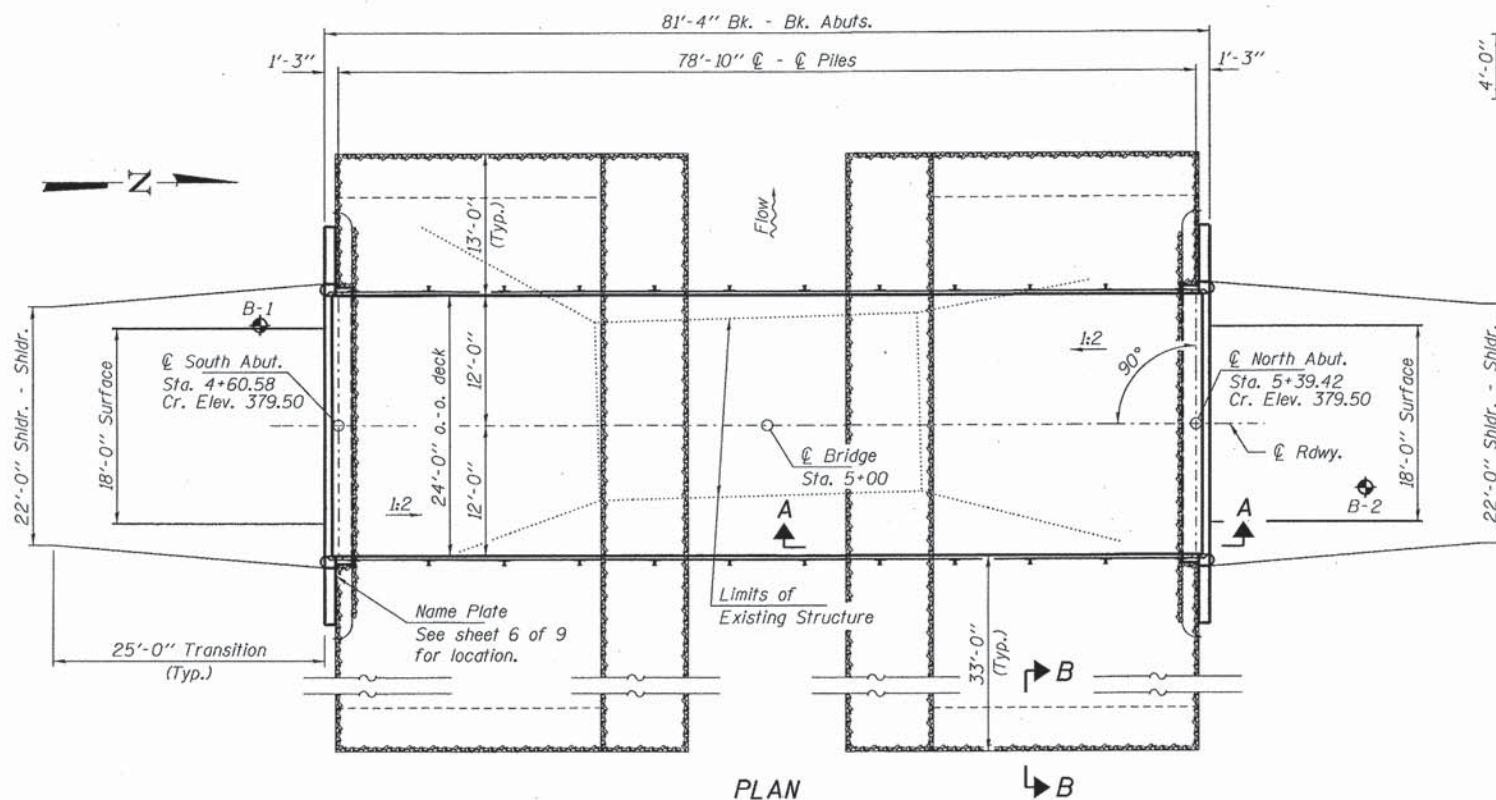 81'-4" Bk. - Bk. Abuts.
1'-3"
78'-10" ℄ - ℄ Piles
1'-3"
4'-0"
N
13'-0"
(Typ.)
Flow
B-1
℄ South Abut.
Sta. 4+60.58
Cr. Elev. 379.50
22'-0" Shldr. - Shldr.
18'-0" Surface
24'-0" o.-o. deck
12'-0"
12'-0"
1:2
1:2
90°
℄ North Abut.
Sta. 5+39.42
Cr. Elev. 379.50
℄ Rdwy.
℄ Bridge
Sta. 5+00
A
A
B-2
18'-0" Surface
22'-0" Shldr. - Shldr.
Name Plate
See sheet 6 of 9
for location.
Limits of
Existing Structure
25'-0" Transition
(Typ.)
33'-0"
(Typ.)
B
B
PLAN